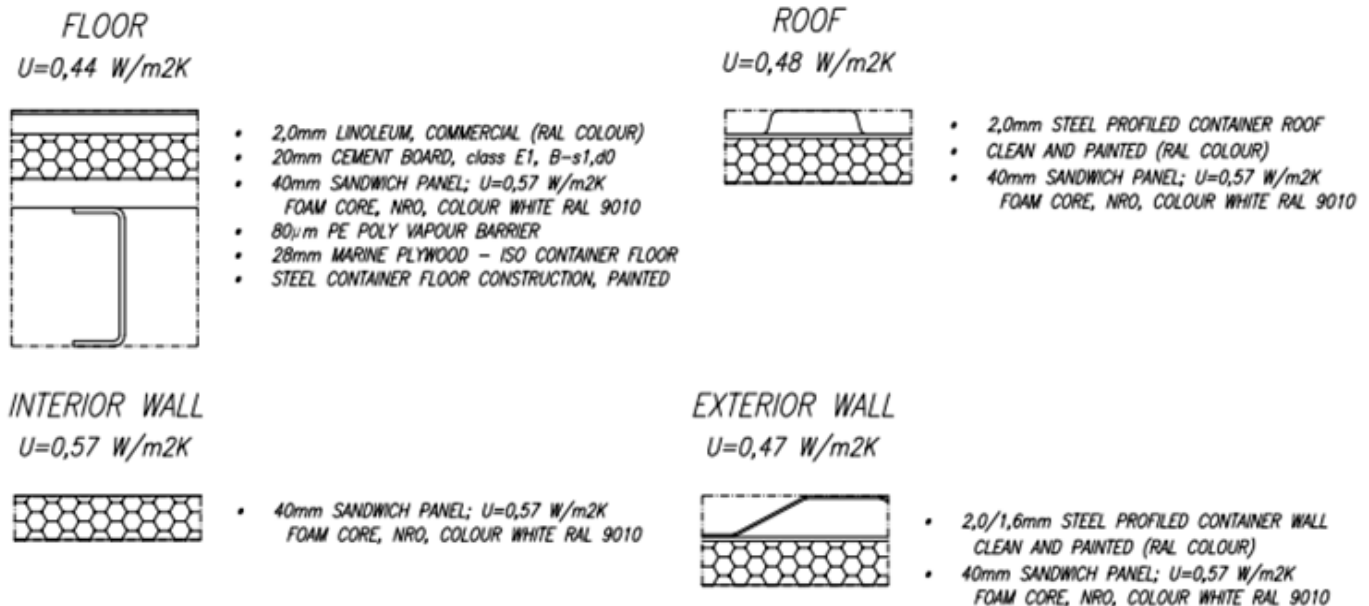 FLOOR
U=0,44 W/m2K
• 2,0mm LINOLEUM, COMMERCIAL (RAL COLOUR)
• 20mm CEMENT BOARD, class E1, B-s1,d0
• 40mm SANDWICH PANEL; U=0,57 W/m2K
FOAM CORE, NRO, COLOUR WHITE RAL 9010
• 80µm PE POLY VAPOUR BARRIER
• 28mm MARINE PLYWOOD – ISO CONTAINER FLOOR
• STEEL CONTAINER FLOOR CONSTRUCTION, PAINTED
ROOF
U=0,48 W/m2K
• 2,0mm STEEL PROFILED CONTAINER ROOF
• CLEAN AND PAINTED (RAL COLOUR)
• 40mm SANDWICH PANEL; U=0,57 W/m2K
FOAM CORE, NRO, COLOUR WHITE RAL 9010
INTERIOR WALL
U=0,57 W/m2K
• 40mm SANDWICH PANEL; U=0,57 W/m2K
FOAM CORE, NRO, COLOUR WHITE RAL 9010
EXTERIOR WALL
U=0,47 W/m2K
• 2,0/1,6mm STEEL PROFILED CONTAINER WALL
CLEAN AND PAINTED (RAL COLOUR)
• 40mm SANDWICH PANEL; U=0,57 W/m2K
FOAM CORE, NRO, COLOUR WHITE RAL 9010